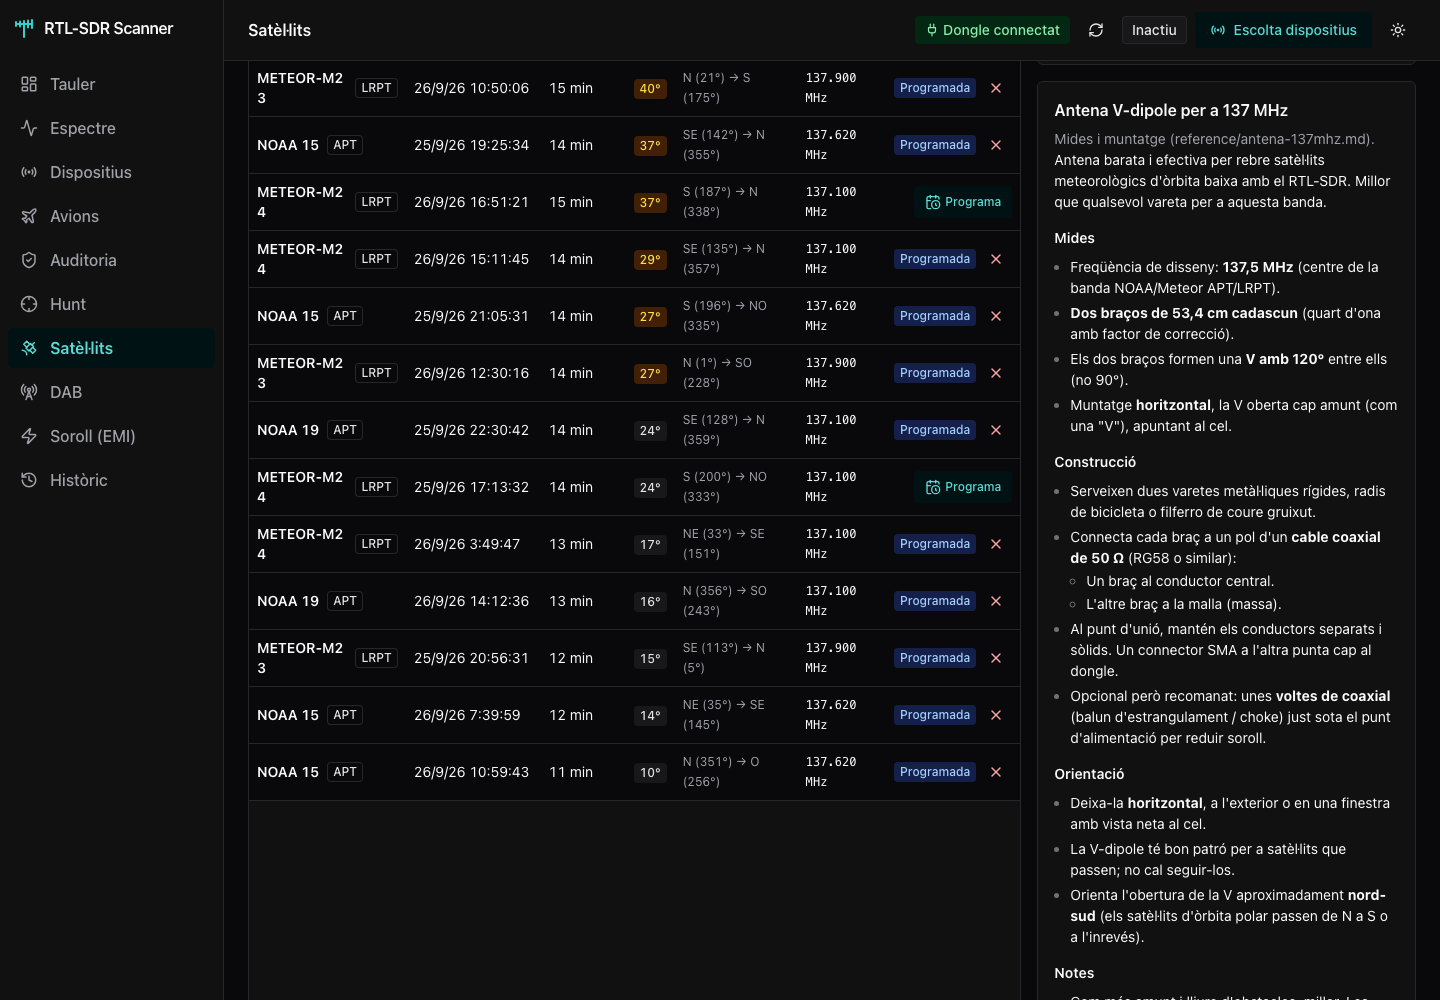 RTL-SDR Scanner
Tauler
Espectre
Dispositius
Avions
Auditoria
Hunt
Satèl·lits
DAB
Soroll (EMI)
Històric
Satèl·lits
Dongle connectat
Inactiu
Escolta dispositius
METEOR-M2 3 LRPT 26/9/26 10:50:06 15 min 40° N (21°) → S (175°) 137.900 MHz Programada
NOAA 15 APT 25/9/26 19:25:34 14 min 37° SE (142°) → N (355°) 137.620 MHz Programada
METEOR-M2 4 LRPT 26/9/26 16:51:21 15 min 37° S (187°) → N (338°) 137.100 MHz Programa
METEOR-M2 4 LRPT 26/9/26 15:11:45 14 min 29° SE (135°) → N (357°) 137.100 MHz Programada
NOAA 15 APT 25/9/26 21:05:31 14 min 27° S (196°) → NO (335°) 137.620 MHz Programada
METEOR-M2 3 LRPT 26/9/26 12:30:16 14 min 27° N (1°) → SO (228°) 137.900 MHz Programada
NOAA 19 APT 25/9/26 22:30:42 14 min 24° SE (128°) → N (359°) 137.100 MHz Programada
METEOR-M2 4 LRPT 25/9/26 17:13:32 14 min 24° S (200°) → NO (333°) 137.100 MHz Programa
METEOR-M2 4 LRPT 26/9/26 3:49:47 13 min 17° NE (33°) → SE (151°) 137.100 MHz Programada
NOAA 19 APT 26/9/26 14:12:36 13 min 16° N (356°) → SO (243°) 137.100 MHz Programada
METEOR-M2 3 LRPT 25/9/26 20:56:31 12 min 15° SE (113°) → N (5°) 137.900 MHz Programada
NOAA 15 APT 26/9/26 7:39:59 12 min 14° NE (35°) → SE (145°) 137.620 MHz Programada
NOAA 15 APT 26/9/26 10:59:43 11 min 10° N (351°) → O (256°) 137.620 MHz Programada
Antena V-dipole per a 137 MHz
Mides i muntatge (reference/antena-137mhz.md).
Antena barata i efectiva per rebre satèl·lits
meteorològics d'òrbita baixa amb el RTL-SDR. Millor
que qualsevol vareta per a aquesta banda.
Mides
• Freqüència de disseny: 137,5 MHz (centre de la
banda NOAA/Meteor APT/LRPT).
• Dos braços de 53,4 cm cadascun (quart d'ona
amb factor de correcció).
• Els dos braços formen una V amb 120° entre ells
(no 90°).
• Muntatge horitzontal, la V oberta cap amunt (com
una "V"), apuntant al cel.
Construcció
• Serveixen dues varetes metàl·liques rígides, radis
de bicicleta o filferro de coure gruixut.
• Connecta cada braç a un pol d'un cable coaxial
de 50 Ω (RG58 o similar):
◦ Un braç al conductor central.
◦ L'altre braç a la malla (massa).
• Al punt d'unió, mantén els conductors separats i
sòlids. Un connector SMA a l'altra punta cap al
dongle.
• Opcional però recomanat: unes voltes de coaxial
(balun d'estrangulament / choke) just sota el punt
d'alimentació per reduir soroll.
Orientació
• Deixa-la horitzontal, a l'exterior o en una finestra
amb vista neta al cel.
• La V-dipole té bon patró per a satèl·lits que
passen; no cal seguir-los.
• Orienta l'obertura de la V aproximadament nord-
sud (els satèl·lits d'òrbita polar passen de N a S o
a l'inrevés).
Notes